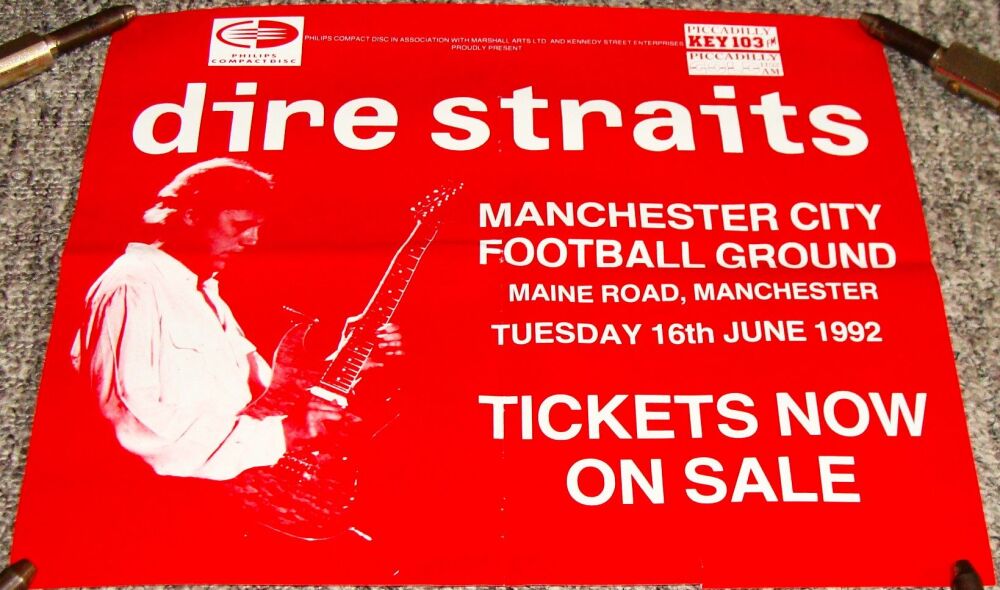 PHILIPS
COMPACT DISC
PHILIPS COMPACT DISC IN ASSOCIATION WITH MARSHALL ARTS LTD. AND KENNEDY STREET ENTERPRISES
PROUDLY PRESENT
PICCADILLY
KEY 103 FM
PICCADILLY
AM
dire straits
MANCHESTER CITY
FOOTBALL GROUND
MAINE ROAD, MANCHESTER
TUESDAY 16th JUNE 1992
TICKETS NOW
ON SALE